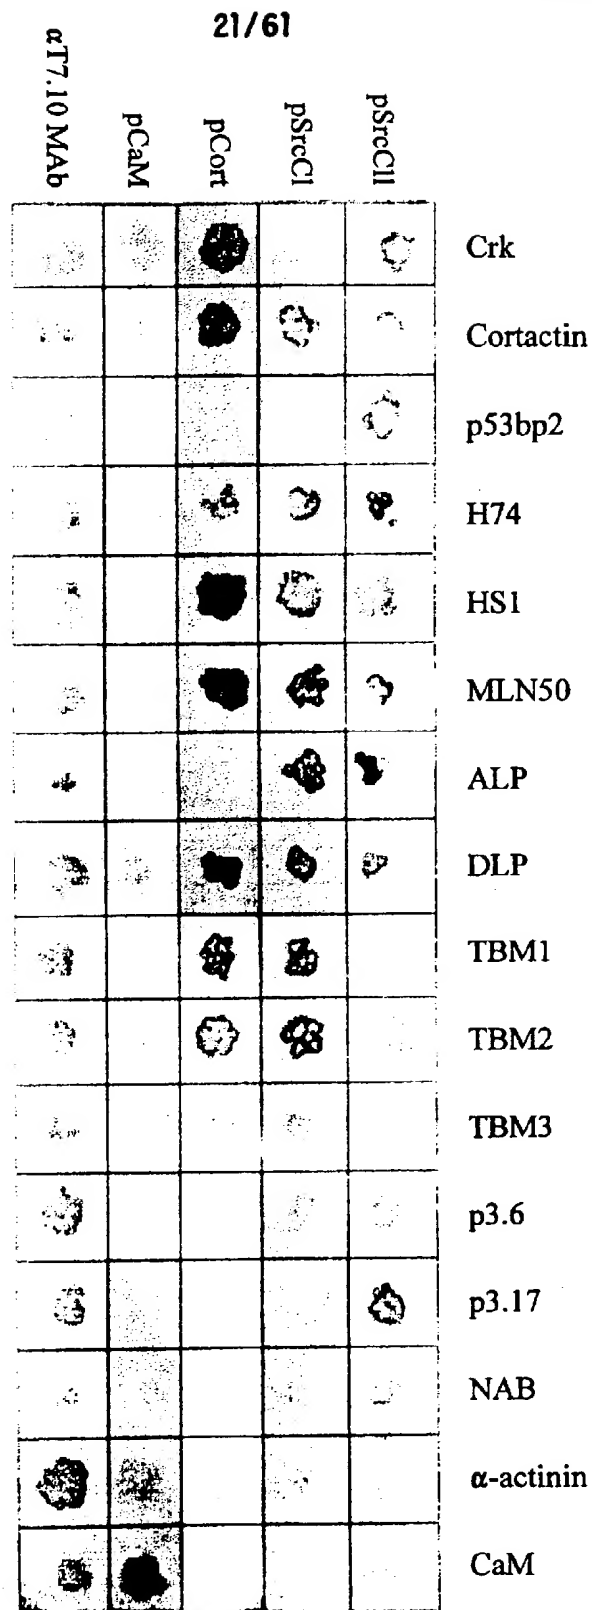 21/61
αT7.10 MAb
pCaM
pCort
pSrcCI
pSrcCII
Crk
Cortactin
p53bp2
H74
HS1
MLN50
ALP
DLP
TBM1
TBM2
TBM3
p3.6
p3.17
NAB
α-actinin
CaM